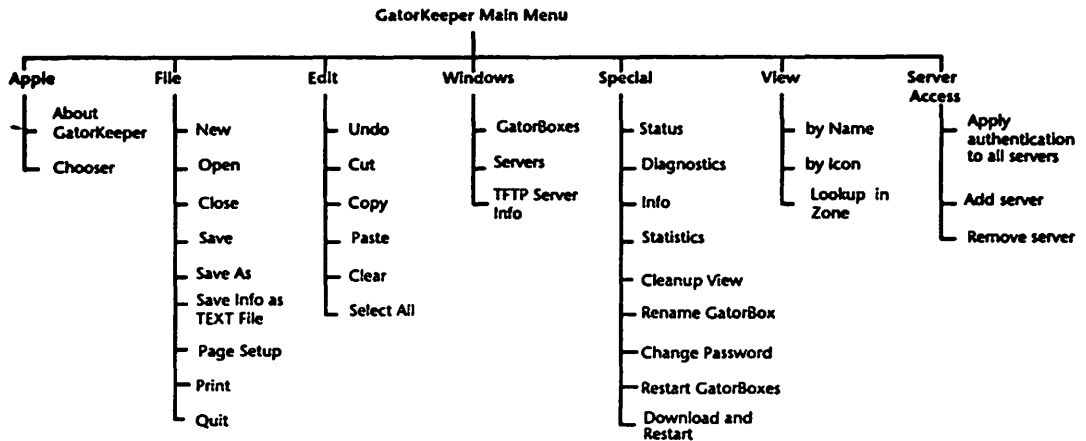 GatorKeeper Main Menu
Apple
File
Edit
Windows
Special
View
Server
Access
About
GatorKeeper
Chooser
New
Open
Close
Save
Save As
Save Info as
TEXT File
Page Setup
Print
Quit
Undo
Cut
Copy
Paste
Clear
Select All
GatorBoxes
Servers
TFTP Server
Info
Status
Diagnostics
Info
Statistics
Cleanup View
Rename GatorBox
Change Password
Restart GatorBoxes
Download and
Restart
by Name
by Icon
Lookup in
Zone
Apply
authentication
to all servers
Add server
Remove server